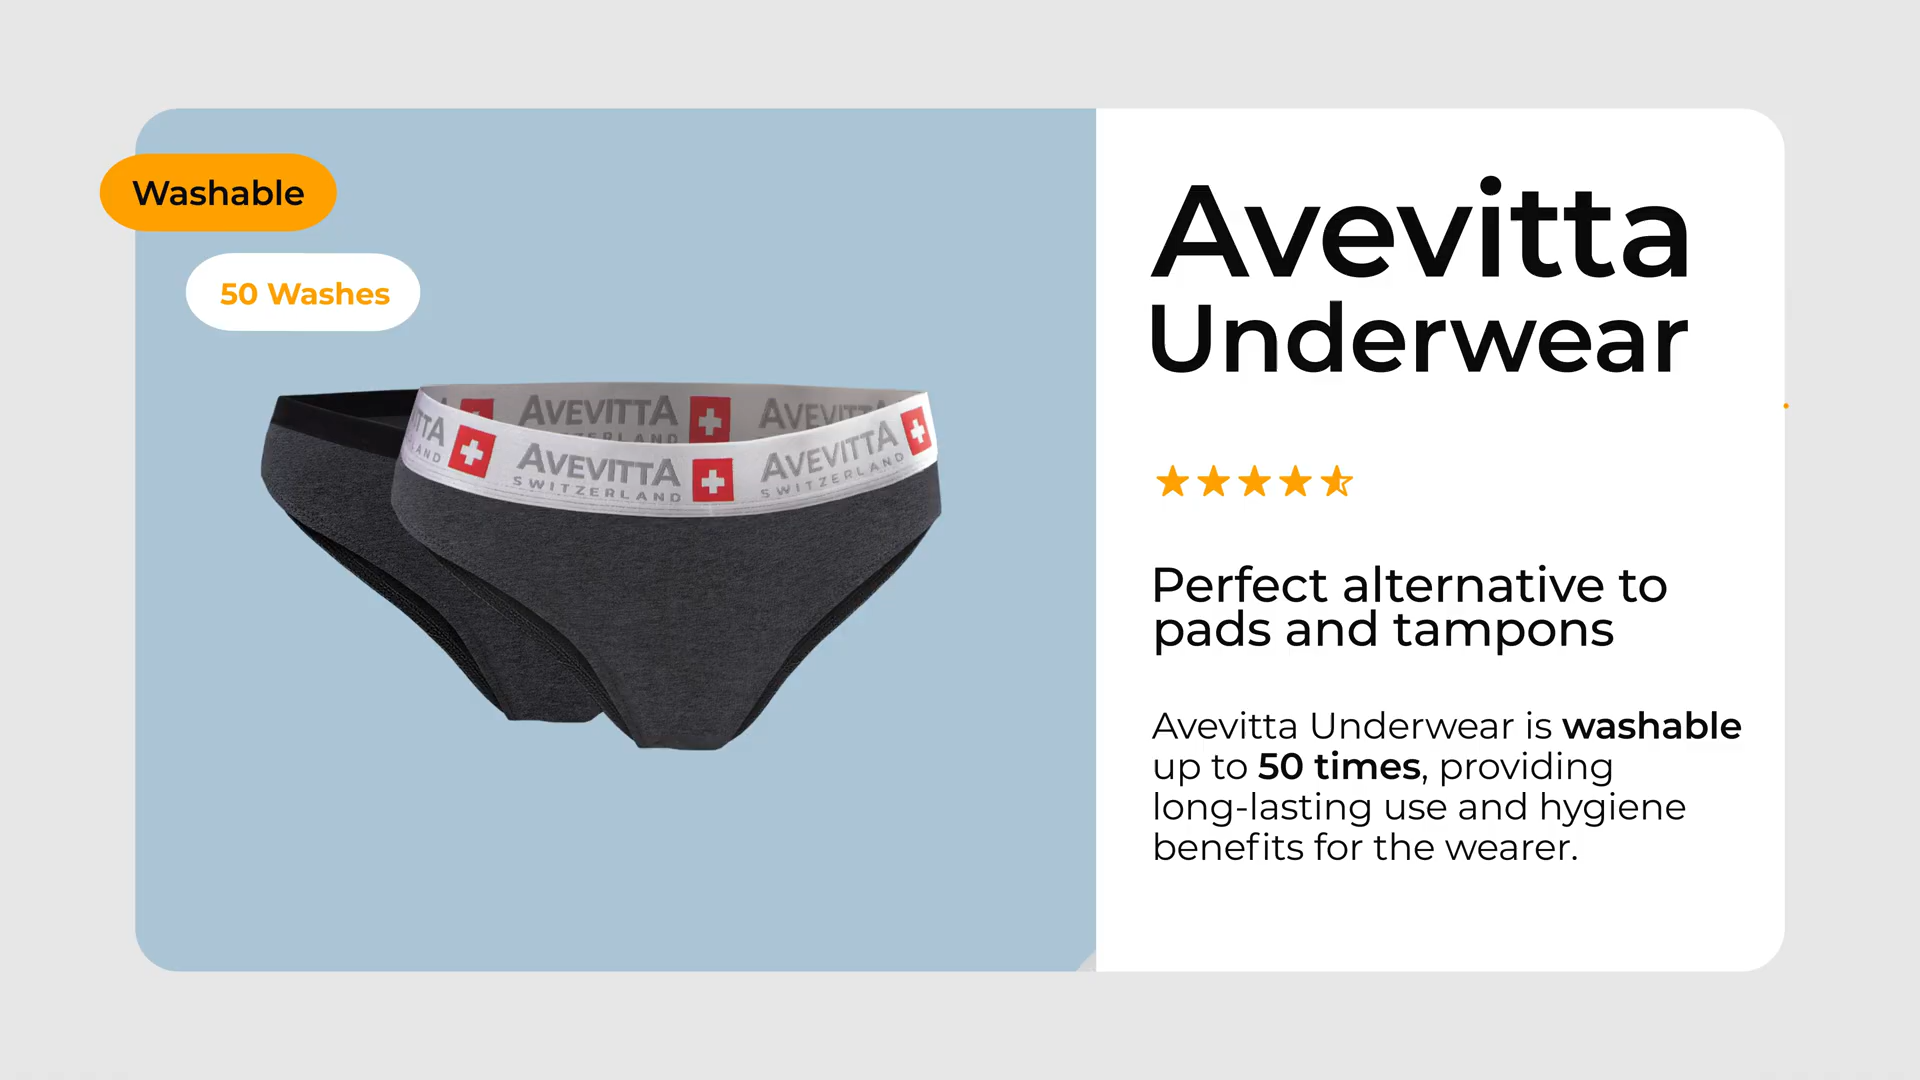 Washable
50 Washes
AVEVITTA
AVEVITTA
SWITZERLAND
AVEVITTA
SWITZERLAND
Avevitta
Underwear
Perfect alternative to
pads and tampons
Avevitta Underwear is washable
up to 50 times, providing
long-lasting use and hygiene
benefits for the wearer.